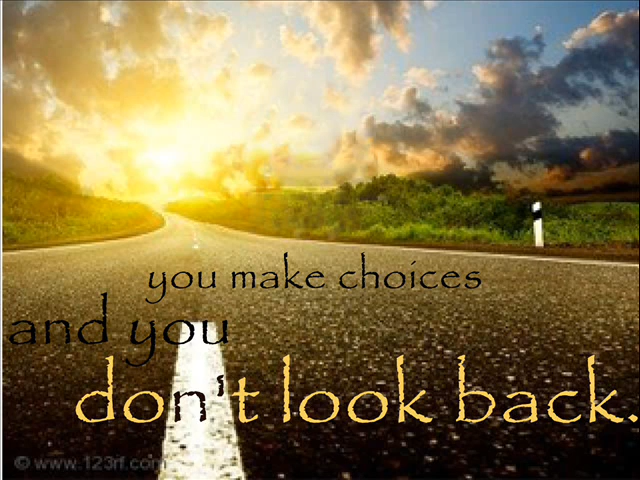 you make choices
and you
don't look back.
© www.123rf.com